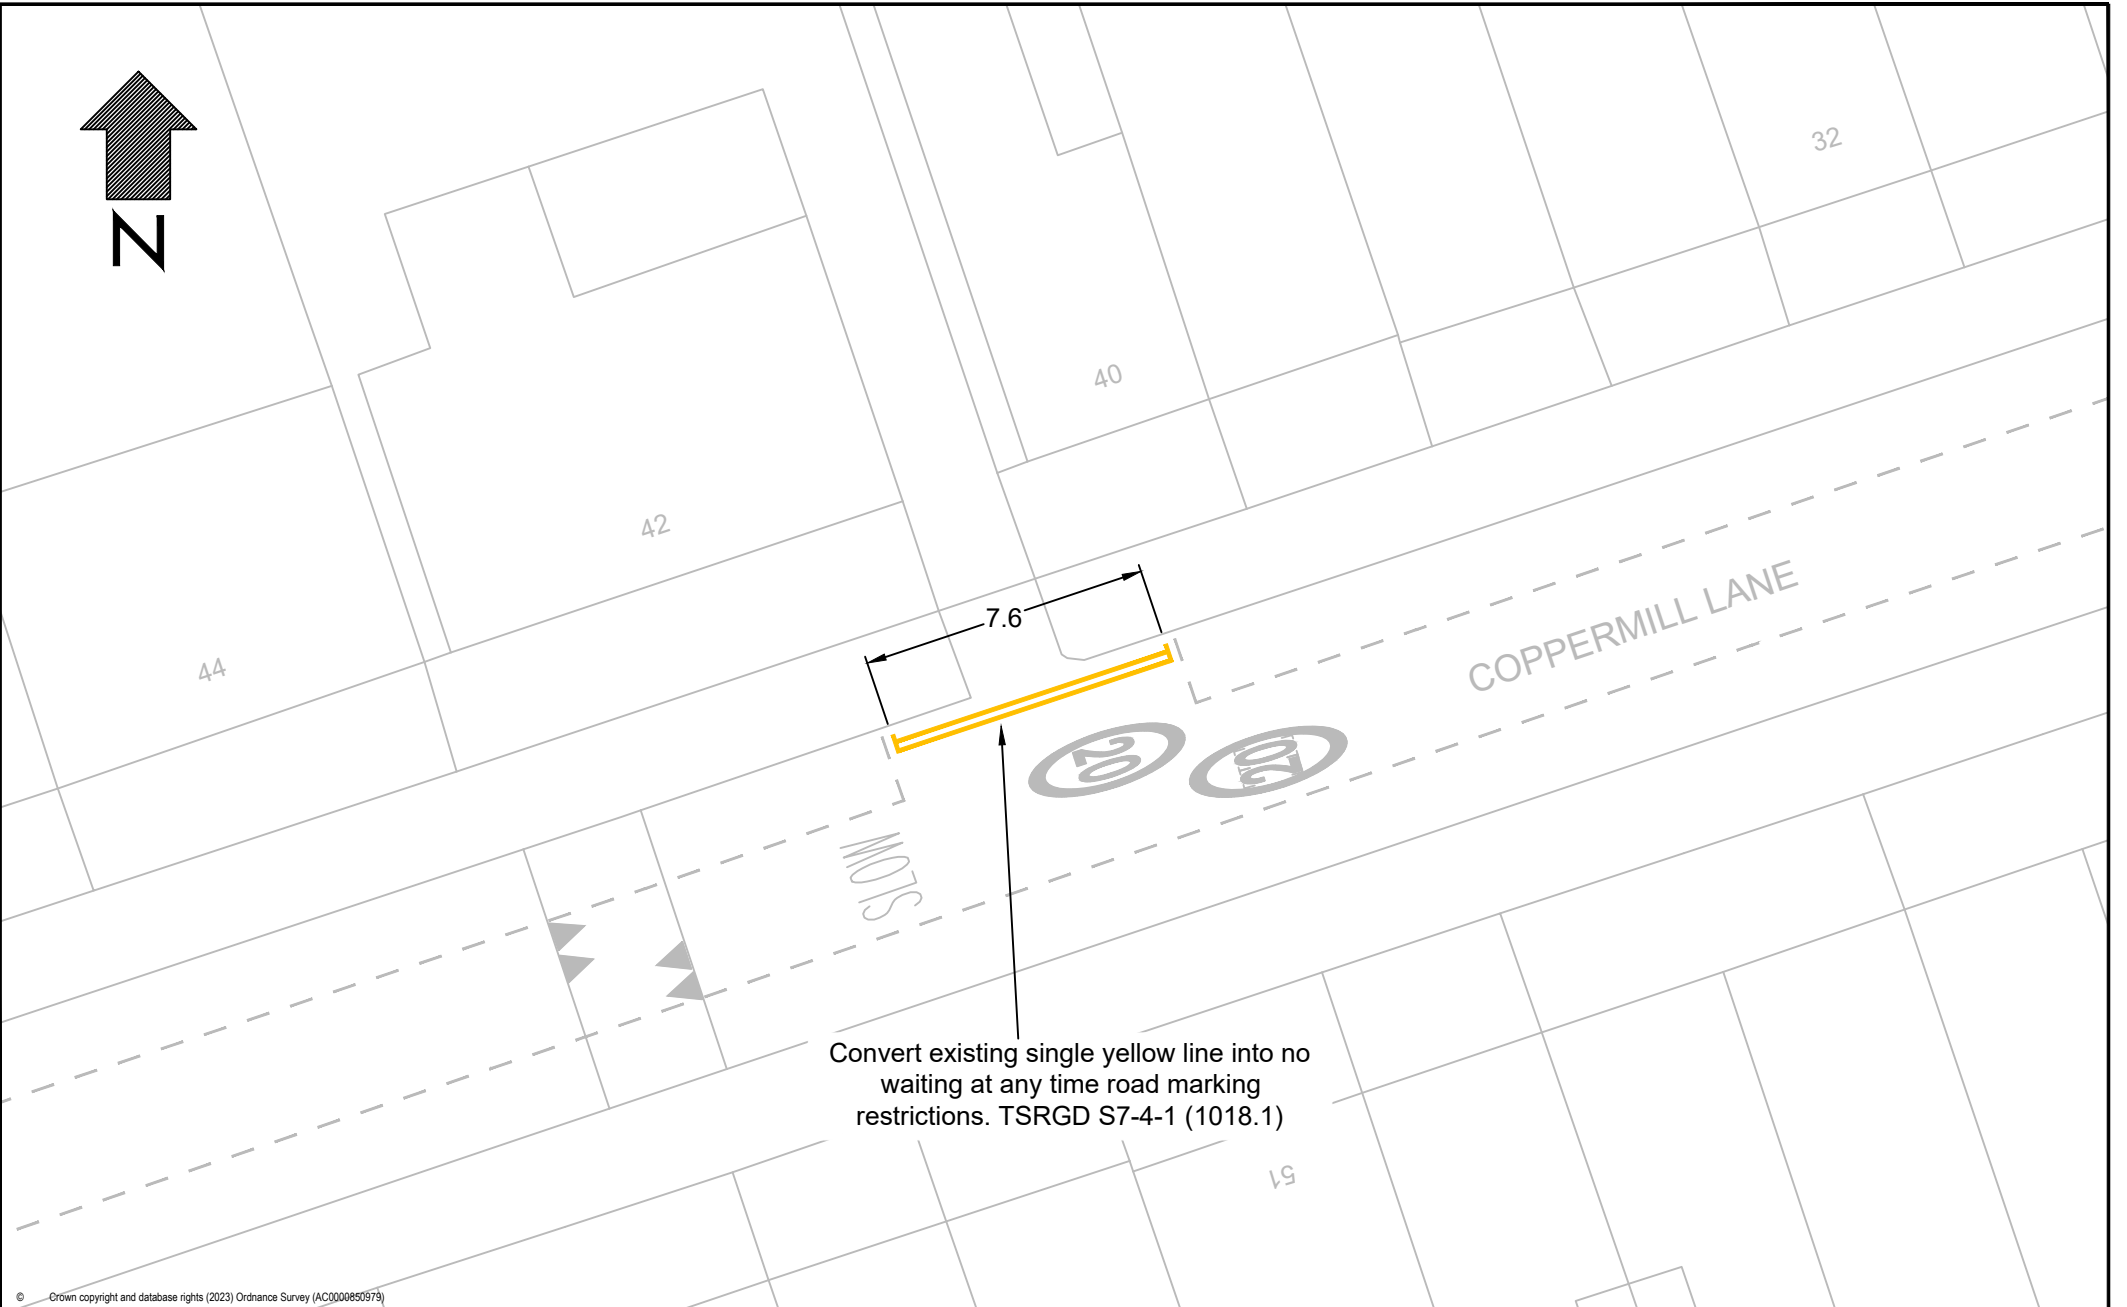 N
32
40
42
44
7.6
COPPERMILL LANE
20
20
SLOW
Convert existing single yellow line into no
waiting at any time road marking
restrictions. TSRGD S7-4-1 (1018.1)
51
© Crown copyright and database rights (2023) Ordnance Survey (AC0000850979)